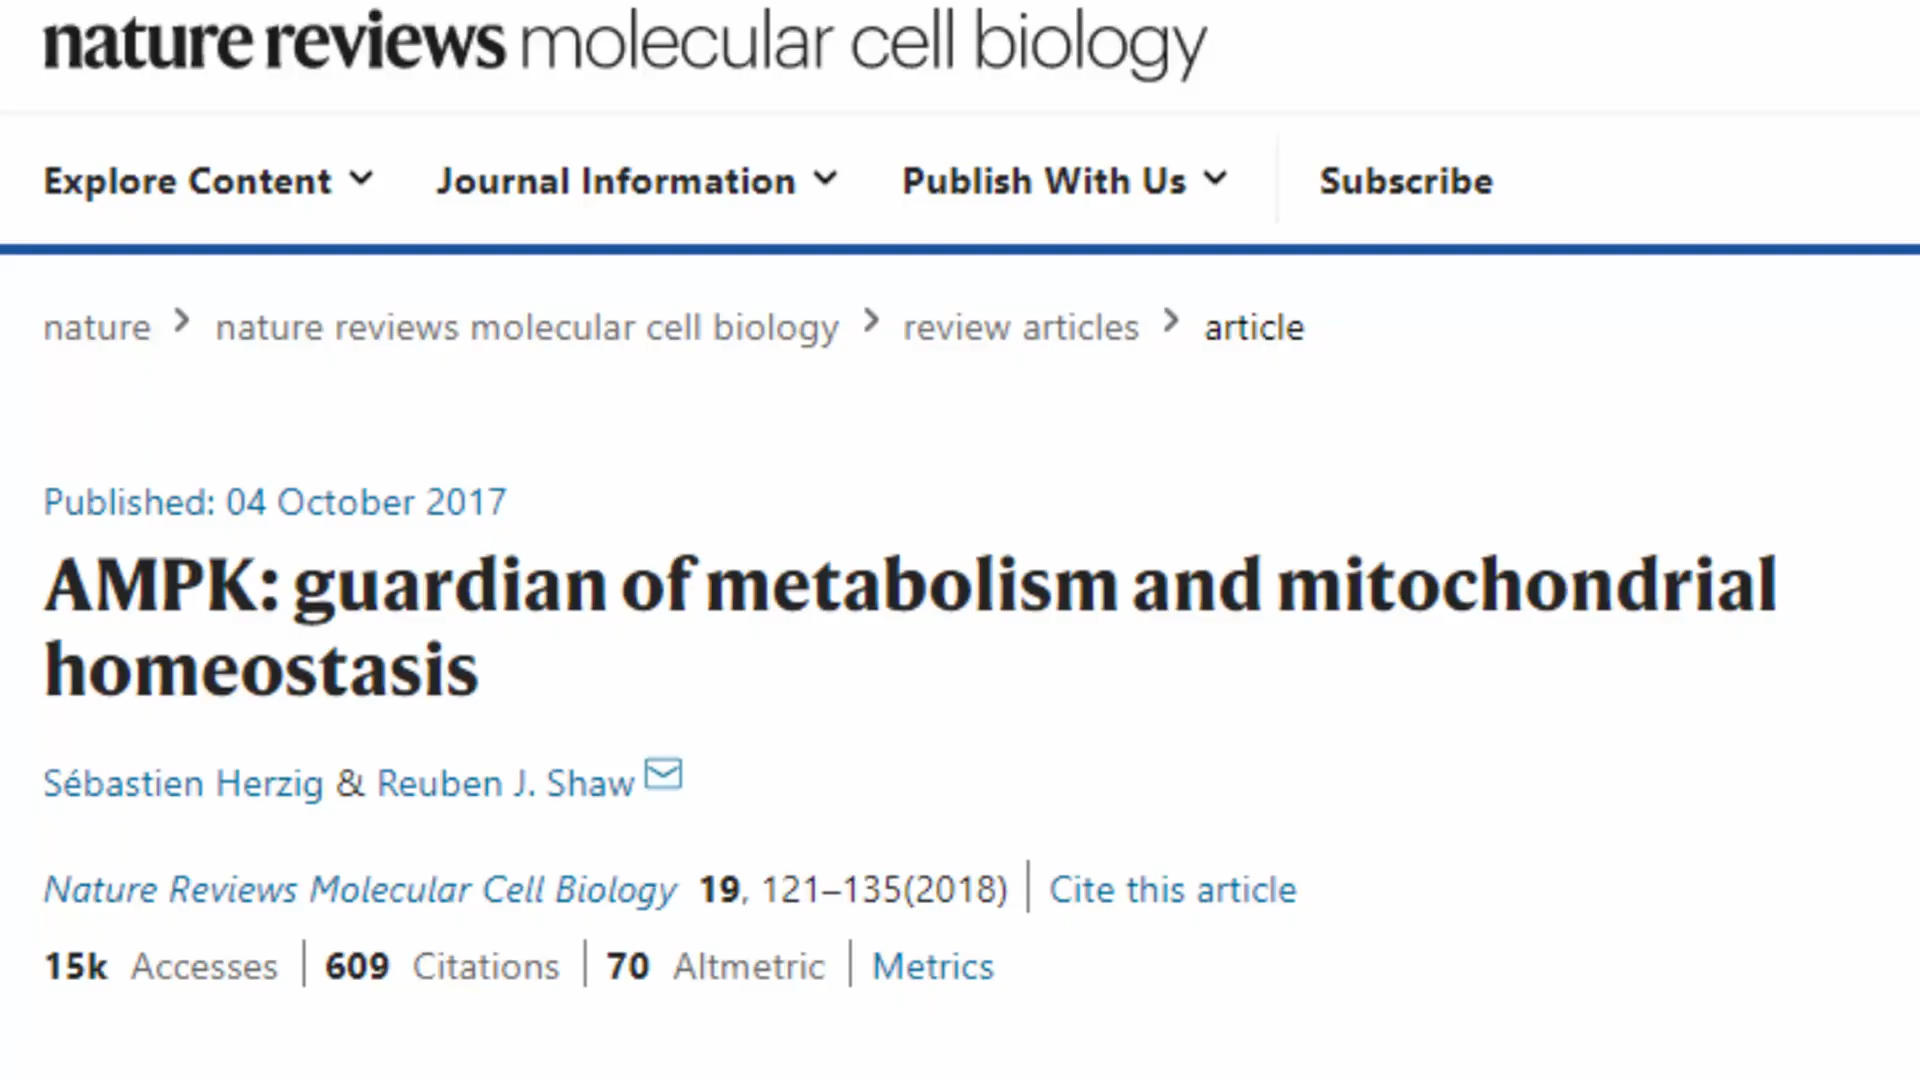 nature reviews molecular cell biology
Explore Content Journal Information Publish With Us Subscribe
nature > nature reviews molecular cell biology > review articles > article
Published: 04 October 2017
AMPK: guardian of metabolism and mitochondrial
homeostasis
Sébastien Herzig & Reuben J. Shaw
Nature Reviews Molecular Cell Biology 19, 121–135(2018) | Cite this article
15k Accesses | 609 Citations | 70 Altmetric | Metrics